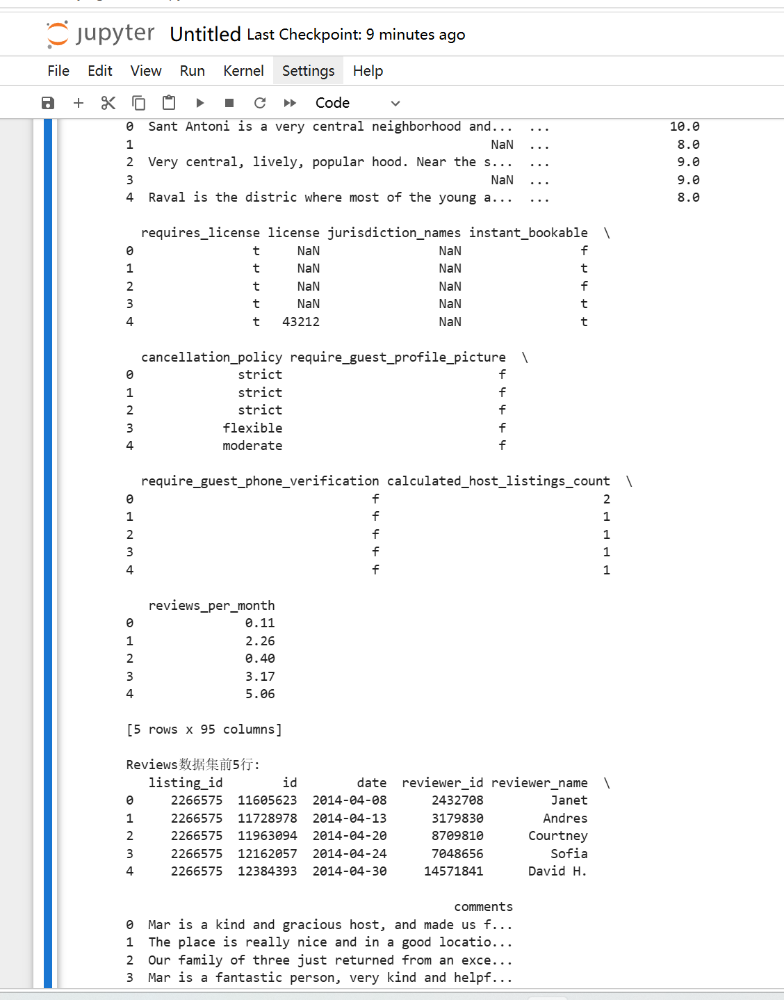 jupyter Untitled Last Checkpoint: 9 minutes ago
File Edit View Run Kernel Settings Help
Code
0 Sant Antoni is a very central neighborhood and... ... 10.0
1 NaN ... 8.0
2 Very central, lively, popular hood. Near the s... ... 9.0
3 NaN ... 9.0
4 Raval is the distric where most of the young a... ... 8.0
requires_license license jurisdiction_names instant_bookable \
0 t NaN NaN f
1 t NaN NaN t
2 t NaN NaN f
3 t NaN NaN t
4 t 43212 NaN t
cancellation_policy require_guest_profile_picture \
0 strict f
1 strict f
2 strict f
3 flexible f
4 moderate f
require_guest_phone_verification calculated_host_listings_count \
0 f 2
1 f 1
2 f 1
3 f 1
4 f 1
reviews_per_month
0 0.11
1 2.26
2 0.40
3 3.17
4 5.06
[5 rows x 95 columns]
Reviews数据集前5行:
listing_id id date reviewer_id reviewer_name \
0 2266575 11605623 2014-04-08 2432708 Janet
1 2266575 11728978 2014-04-13 3179830 Andres
2 2266575 11963094 2014-04-20 8709810 Courtney
3 2266575 12162057 2014-04-24 7048656 Sofia
4 2266575 12384393 2014-04-30 14571841 David H.
comments
0 Mar is a kind and gracious host, and made us f...
1 The place is really nice and in a good locatio...
2 Our family of three just returned from an exce...
3 Mar is a fantastic person, very kind and helpf...